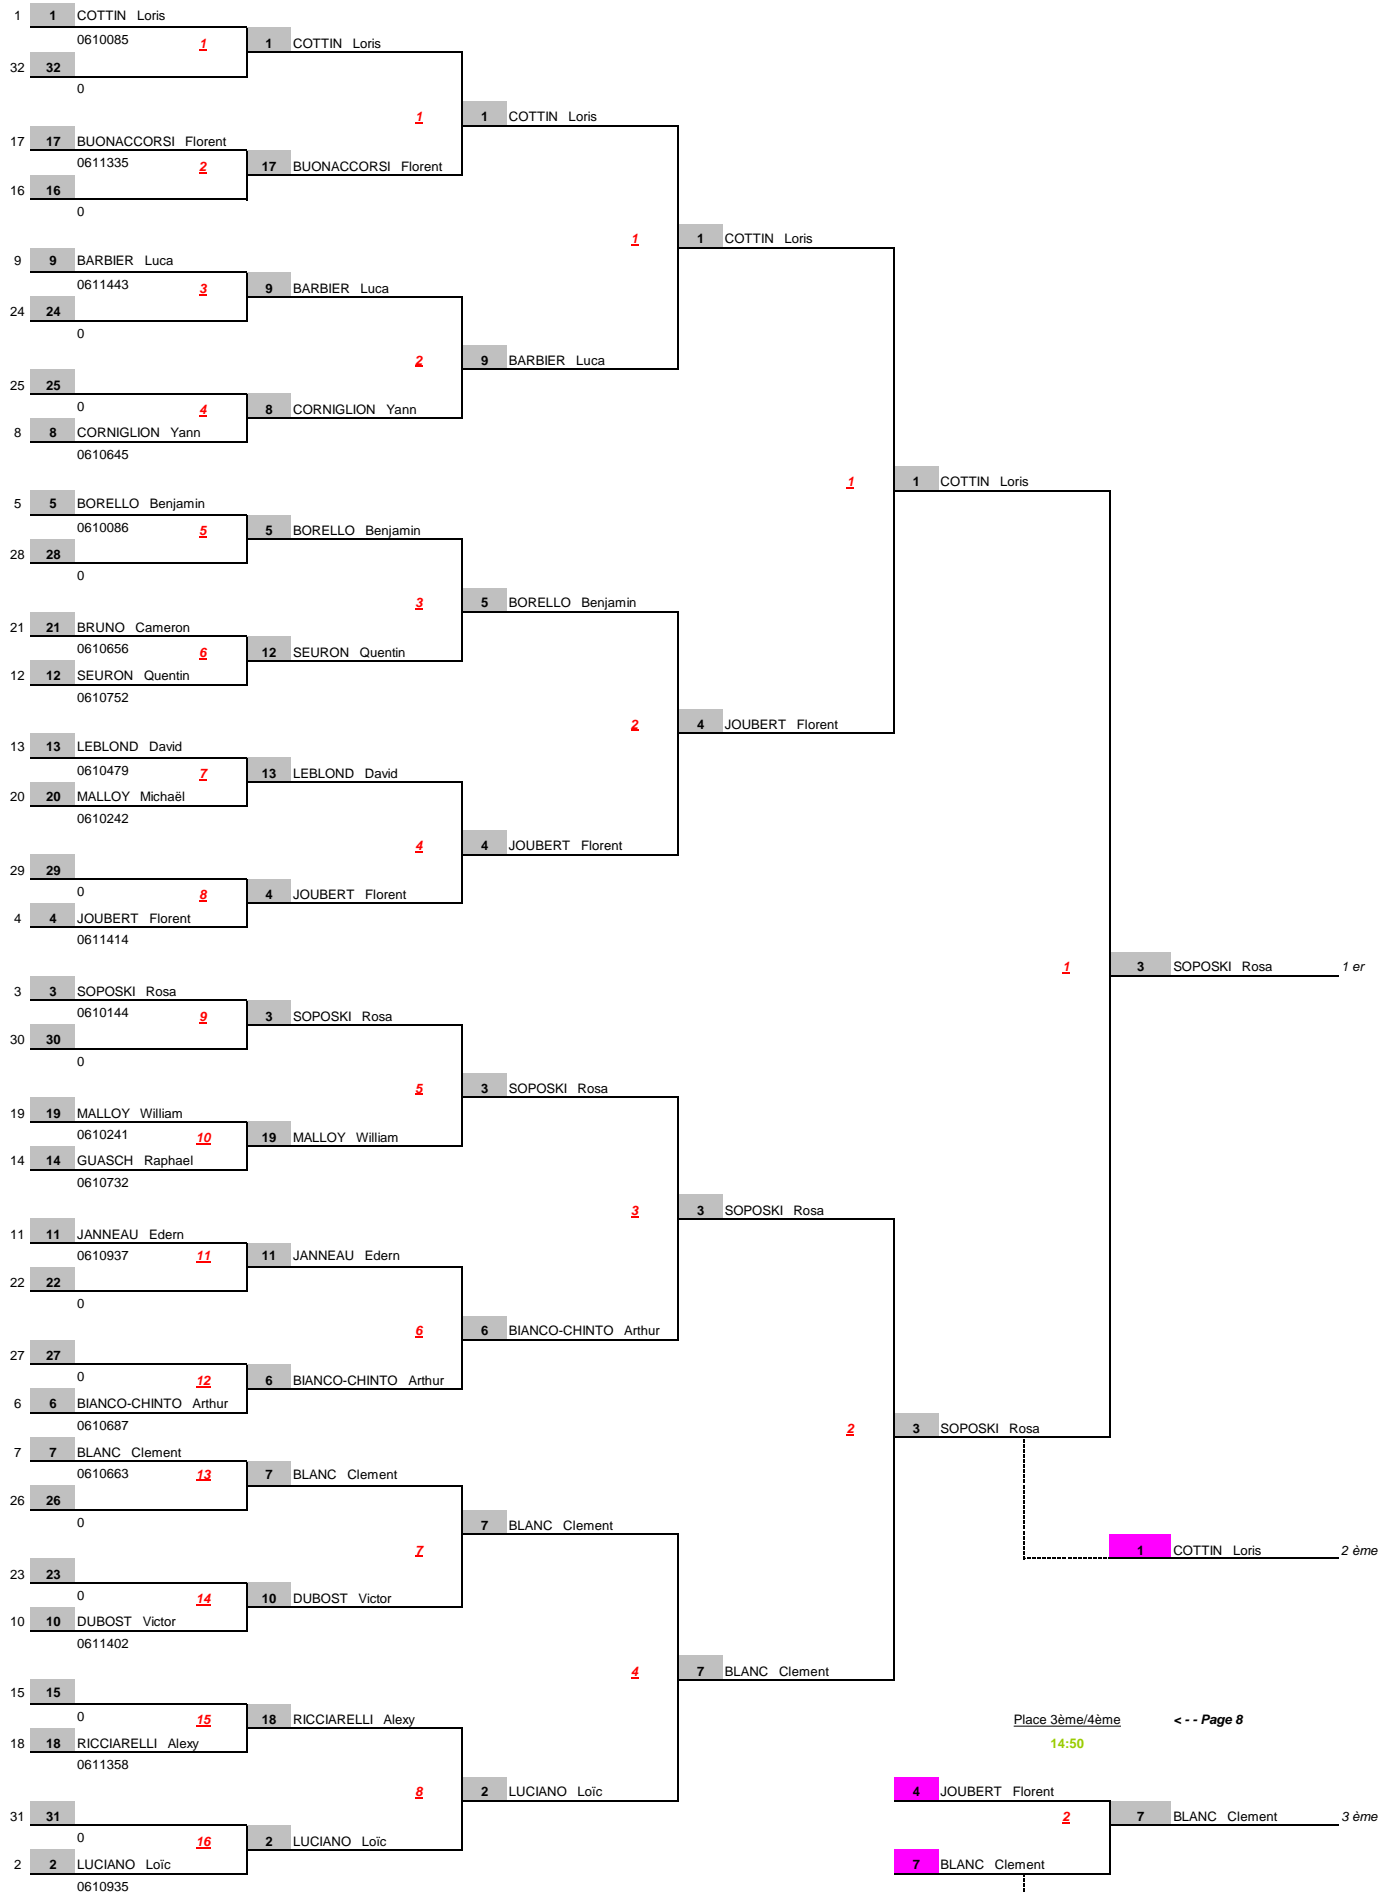 1 1 COTTIN Loris
0610085 1 1 COTTIN Loris
32 32
0
1 1 COTTIN Loris
17 17 BUONACCORSI Florent
0611335 2 17 BUONACCORSI Florent
16 16
0
1 1 COTTIN Loris
9 9 BARBIER Luca
0611443 3 9 BARBIER Luca
24 24
0
2 9 BARBIER Luca
25 25
0 4 8 CORNIGLION Yann
8 8 CORNIGLION Yann
0610645
1 1 COTTIN Loris
5 5 BORELLO Benjamin
0610086 5 5 BORELLO Benjamin
28 28
0
3 5 BORELLO Benjamin
21 21 BRUNO Cameron
0610656 6 12 SEURON Quentin
12 12 SEURON Quentin
0610752
2 4 JOUBERT Florent
13 13 LEBLOND David
0610479 7 13 LEBLOND David
20 20 MALLOY Michaël
0610242
4 4 JOUBERT Florent
29 29
0 8 4 JOUBERT Florent
4 4 JOUBERT Florent
0611414
1 3 SOPOSKI Rosa 1 er
3 3 SOPOSKI Rosa
0610144 9 3 SOPOSKI Rosa
30 30
0
5 3 SOPOSKI Rosa
19 19 MALLOY William
0610241 10 19 MALLOY William
14 14 GUASCH Raphael
0610732
3 3 SOPOSKI Rosa
11 11 JANNEAU Edern
0610937 11 11 JANNEAU Edern
22 22
0
6 6 BIANCO-CHINTO Arthur
27 27
0 12 6 BIANCO-CHINTO Arthur
6 6 BIANCO-CHINTO Arthur
0610687
2 3 SOPOSKI Rosa
7 7 BLANC Clement
0610663 13 7 BLANC Clement
26 26
0
7 7 BLANC Clement
1 COTTIN Loris 2 ème
23 23
0 14 10 DUBOST Victor
10 10 DUBOST Victor
0611402
4 7 BLANC Clement
15 15
0 15 18 RICCIARELLI Alexy
Place 3ème/4ème < - - Page 8
18 18 RICCIARELLI Alexy
14:50
0611358
8 2 LUCIANO Loïc
4 JOUBERT Florent
31 31
2 7 BLANC Clement 3 ème
0 16 2 LUCIANO Loïc
2 2 LUCIANO Loïc
7 BLANC Clement
0610935